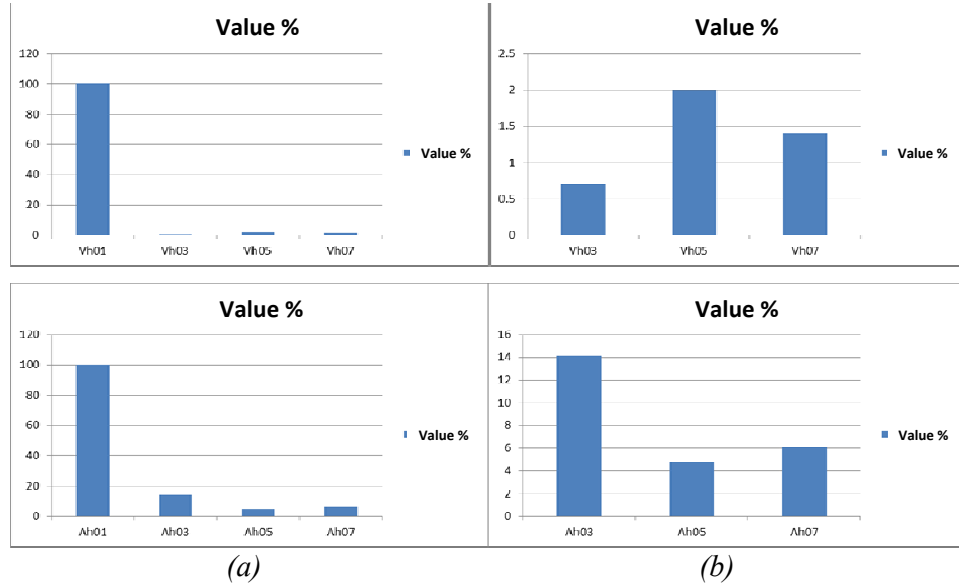 Value %
120
100
80
60
40
20
0
Vh01 Vh03 Vh05 Vh07
Value %
Value %
2.5
2
1.5
1
0.5
0
Vh03 Vh05 Vh07
Value %
Value %
120
100
80
60
40
20
0
Ah01 Ah03 Ah05 Ah07
Value %
Value %
16
14
12
10
8
6
4
2
0
Ah03 Ah05 Ah07
Value %
(a) (b)